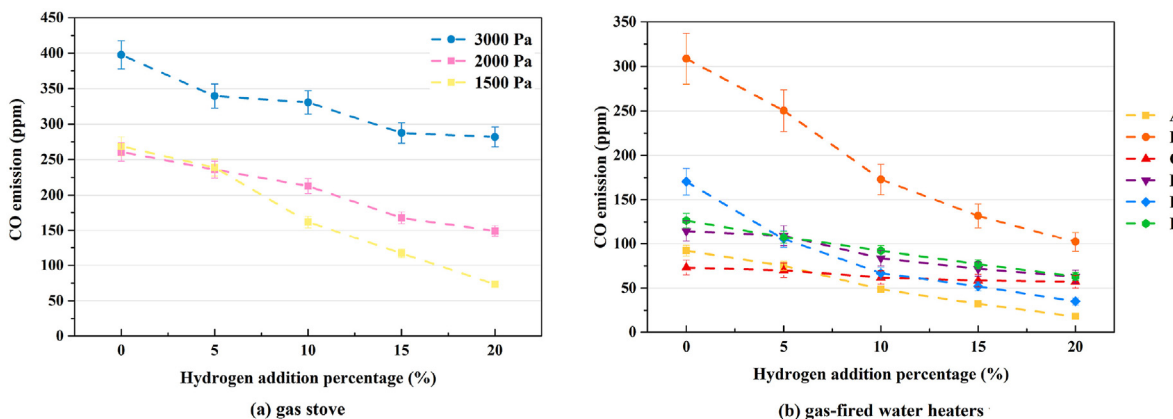 450
400
350
300
250
200
150
100
50
0
CO emission (ppm)
3000 Pa
2000 Pa
1500 Pa
0 5 10 15 20
Hydrogen addition percentage (%)
(a) gas stove
350
300
250
200
150
100
50
0
CO emission (ppm)
0 5 10 15 20
Hydrogen addition percentage (%)
(b) gas-fired water heaters